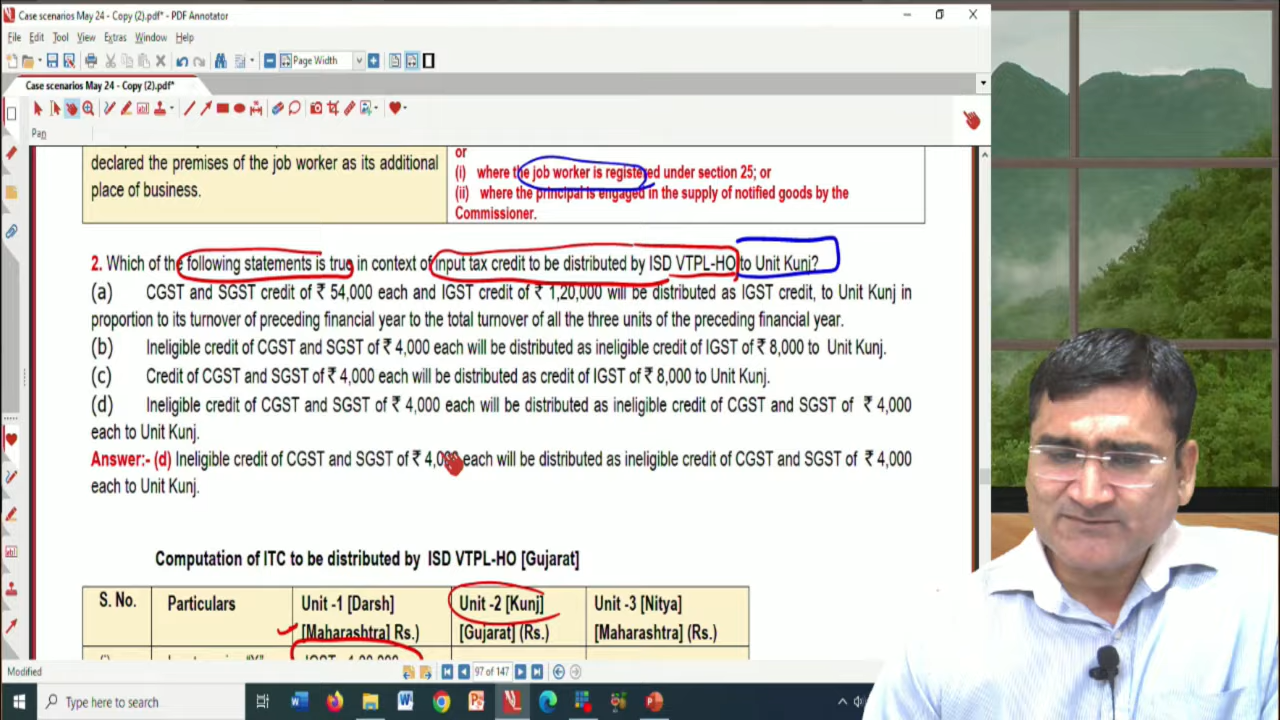 Case scenarios May 24 - Copy (2).pdf* - PDF Annotator
File Edit Tool View Extras Window Help
Page Width
Case scenarios May 24 - Copy (2).pdf*
Pan
declared the premises of the job worker as its additional
place of business.
or
(i) where the job worker is registered under section 25; or
(ii) where the principal is engaged in the supply of notified goods by the
Commissioner.
2. Which of the following statements is true in context of input tax credit to be distributed by ISD VTPL-HO to Unit Kunj?
(a) CGST and SGST credit of ₹ 54,000 each and IGST credit of ₹ 1,20,000 will be distributed as IGST credit, to Unit Kunj in
proportion to its turnover of preceding financial year to the total turnover of all the three units of the preceding financial year.
(b) Ineligible credit of CGST and SGST of ₹ 4,000 each will be distributed as ineligible credit of IGST of ₹ 8,000 to Unit Kunj.
(c) Credit of CGST and SGST of ₹ 4,000 each will be distributed as credit of IGST of ₹ 8,000 to Unit Kunj.
(d) Ineligible credit of CGST and SGST of ₹ 4,000 each will be distributed as ineligible credit of CGST and SGST of ₹ 4,000
each to Unit Kunj.
Answer:- (d) Ineligible credit of CGST and SGST of ₹ 4,000 each will be distributed as ineligible credit of CGST and SGST of ₹ 4,000
each to Unit Kunj.
Computation of ITC to be distributed by ISD VTPL-HO [Gujarat]
S. No. Particulars Unit -1 [Darsh] Unit -2 [Kunj] Unit -3 [Nitya]
[Maharashtra] Rs.) [Gujarat] (Rs.) [Maharashtra] (Rs.)
Modified
97 of 147
Type here to search